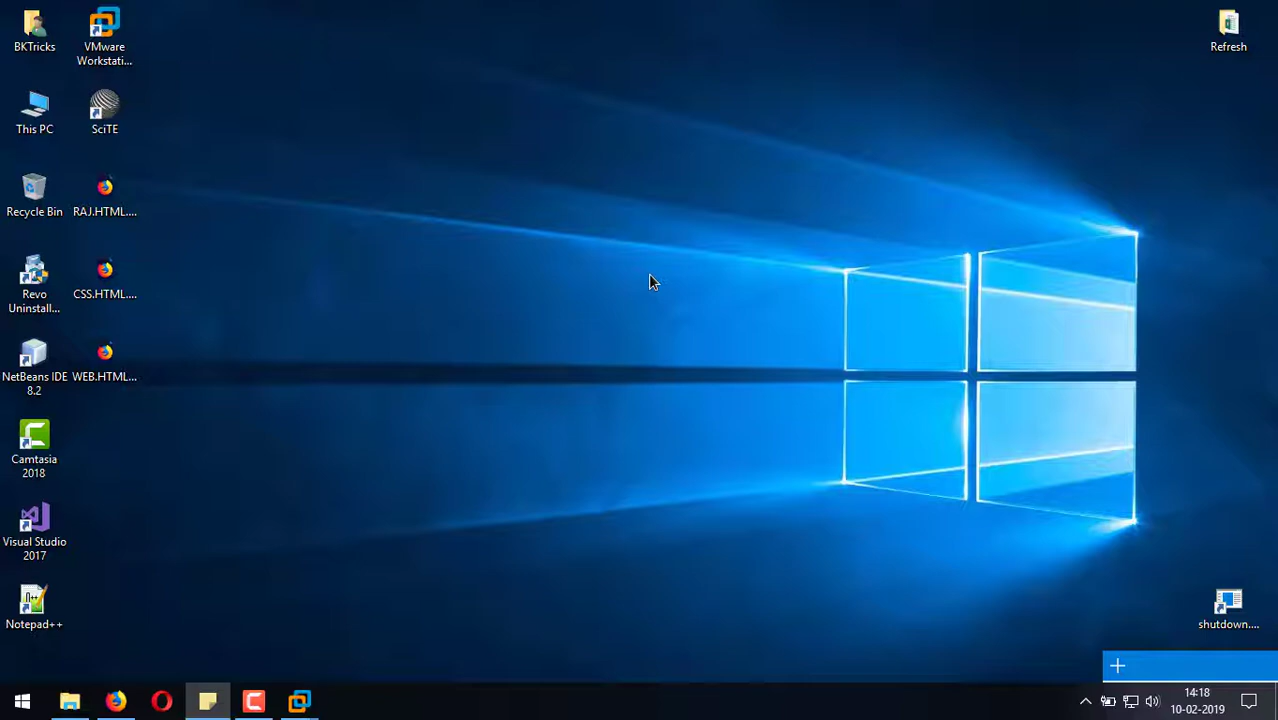 BKTricks
VMware
Workstati...
Refresh
This PC
SciTE
Recycle Bin
RAJ.HTML....
Revo
Uninstall...
CSS.HTML....
NetBeans IDE
8.2
WEB.HTML...
Camtasia
2018
Visual Studio
2017
Notepad++
shutdown....
14:18
10-02-2019